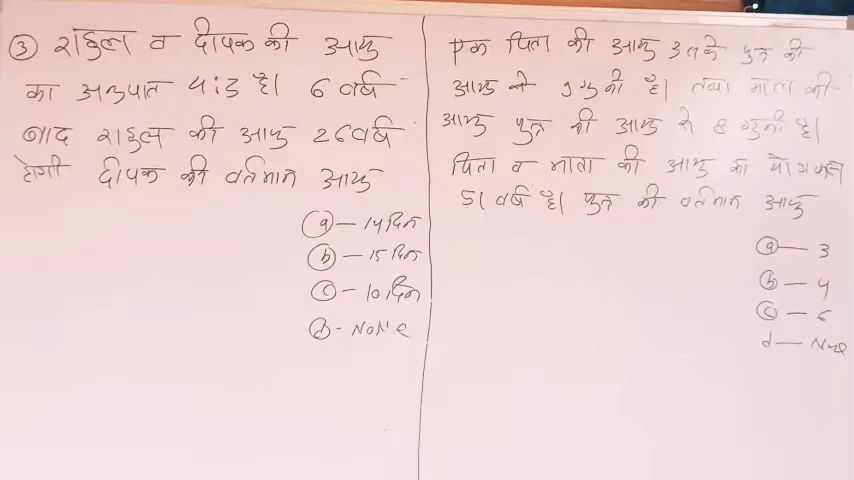 ③ राहुल व दीपक की आयु
का अनुपात 4:3 है। 6 वर्ष
बाद राहुल की आयु 26 वर्ष
होगी दीपक की वर्तमान आयु
ⓐ — 14 दिन
ⓑ — 15 दिन
ⓒ — 10 दिन
ⓓ - NONE
एक पिता की आयु उसके पुत्र की
आयु की 9 गुनी है। तथा माता की
आयु पुत्र की आयु से 8 गुनी है।
पिता व माता की आयु का योगफल
51 वर्ष है। पुत्र की वर्तमान आयु
ⓐ — 3
ⓑ — 4
ⓒ — 6
d — None